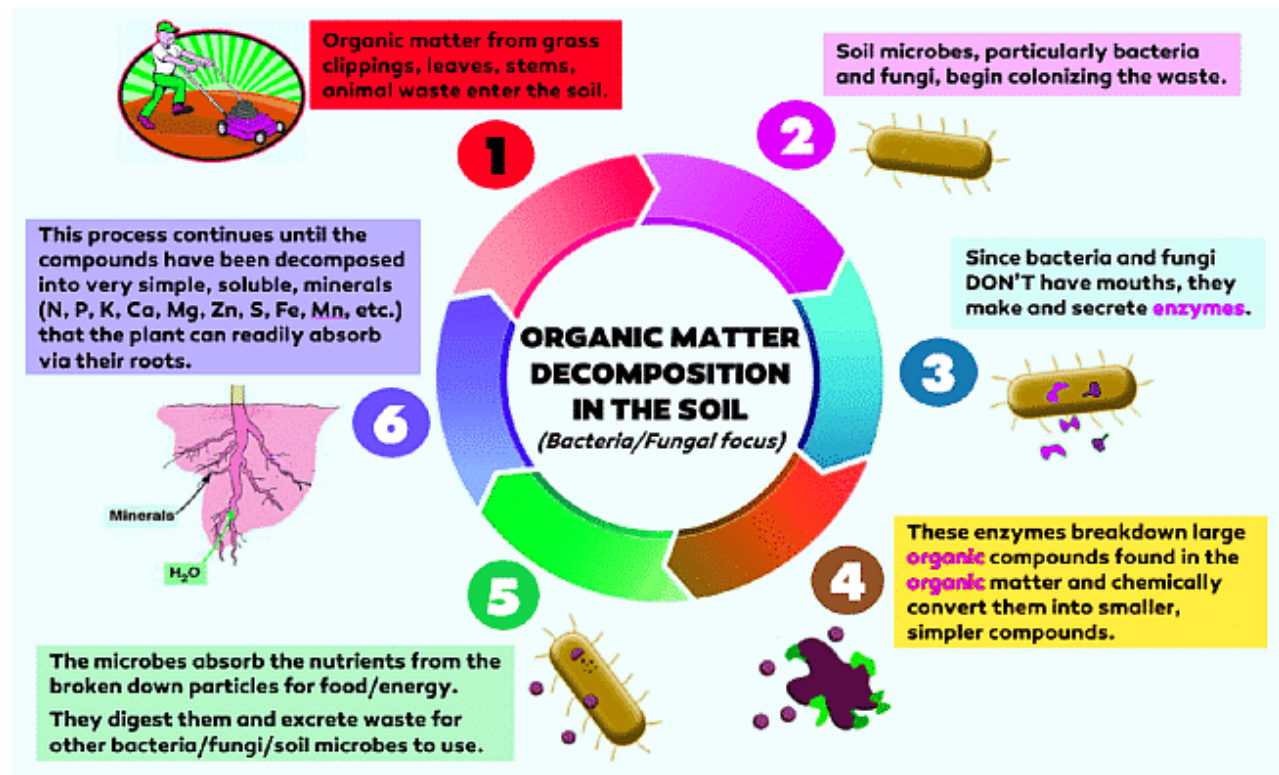 Organic matter from grass
clippings, leaves, stems,
animal waste enter the soil.
1
Soil microbes, particularly bacteria
and fungi, begin colonizing the waste.
2
Since bacteria and fungi
DON'T have mouths, they
make and secrete enzymes.
3
These enzymes breakdown large
organic compounds found in the
organic matter and chemically
convert them into smaller,
simpler compounds.
4
The microbes absorb the nutrients from the
broken down particles for food/energy.
They digest them and excrete waste for
other bacteria/fungi/soil microbes to use.
5
This process continues until the
compounds have been decomposed
into very simple, soluble, minerals
(N, P, K, Ca, Mg, Zn, S, Fe, Mn, etc.)
that the plant can readily absorb
via their roots.
6
Minerals
H₂O
ORGANIC MATTER
DECOMPOSITION
IN THE SOIL
(Bacteria/Fungal focus)